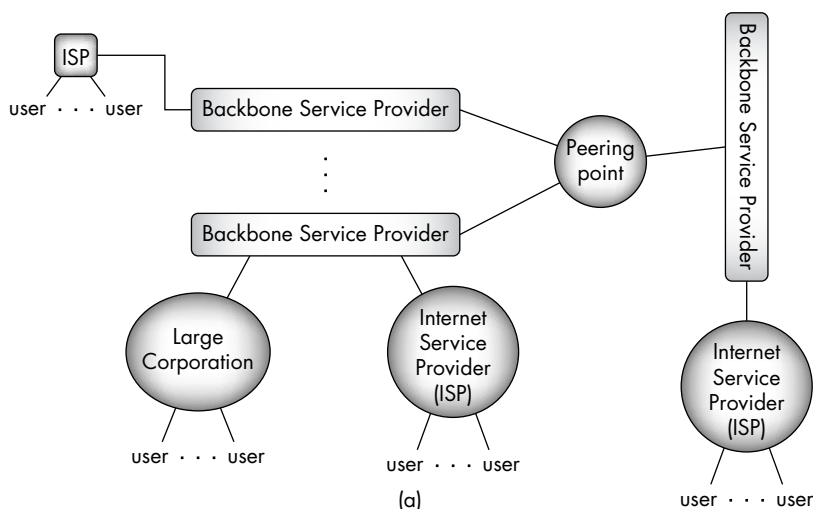 ISP
user · · · user
Backbone Service Provider
Backbone Service Provider
Peering
point
Backbone Service Provider
Large
Corporation
user · · · user
Internet
Service
Provider
(ISP)
user · · · user
Internet
Service
Provider
(ISP)
user · · · user
(a)